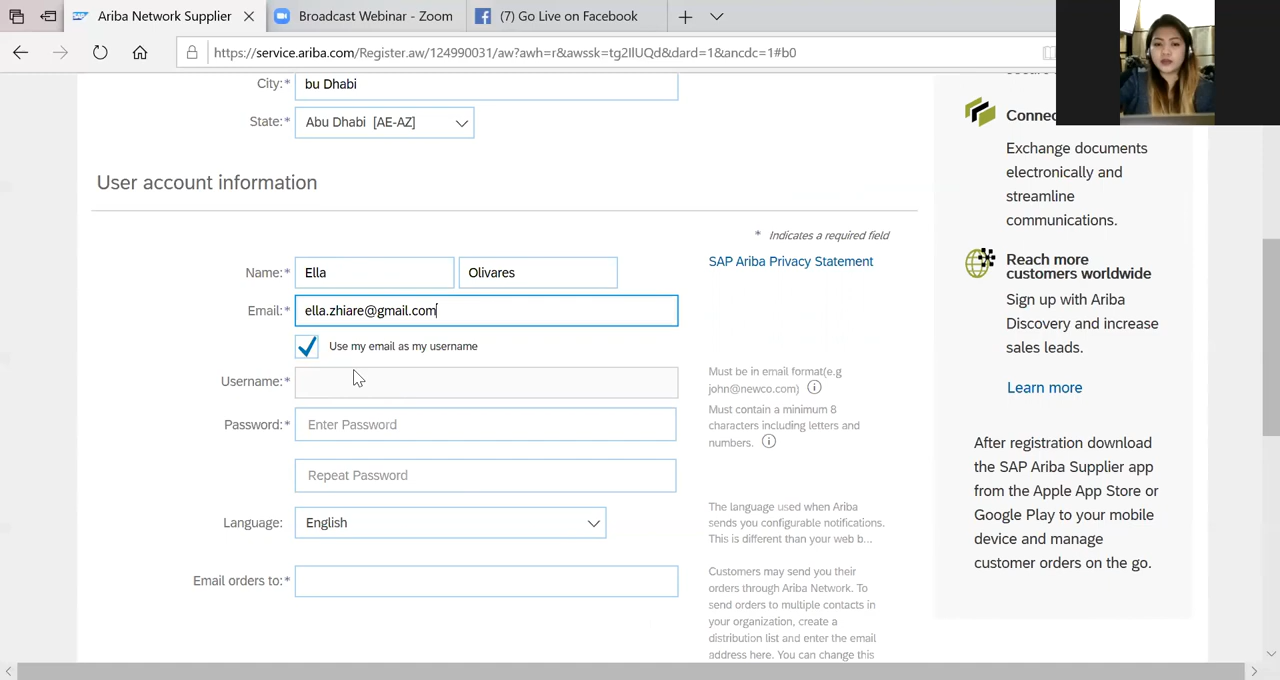 SAP Ariba Network Supplier
Broadcast Webinar - Zoom
(7) Go Live on Facebook
https://service.ariba.com/Register.aw/124990031/aw?awh=r&awssk=tg2IlUQd&dard=1&ancdc=1#b0
City:* bu Dhabi
State:* Abu Dhabi [AE-AZ]
User account information
* Indicates a required field
Name:* Ella Olivares
SAP Ariba Privacy Statement
Email:* ella.zhiare@gmail.com
Use my email as my username
Username:*
Must be in email format(e.g
john@newco.com)
Password:* Enter Password
Must contain a minimum 8
characters including letters and
numbers.
Repeat Password
Language: English
The language used when Ariba
sends you configurable notifications.
This is different than your web b...
Email orders to:*
Customers may send you their
orders through Ariba Network. To
send orders to multiple contacts in
your organization, create a
distribution list and enter the email
address here. You can change this
Connec
Exchange documents
electronically and
streamline
communications.
Reach more
customers worldwide
Sign up with Ariba
Discovery and increase
sales leads.
Learn more
After registration download
the SAP Ariba Supplier app
from the Apple App Store or
Google Play to your mobile
device and manage
customer orders on the go.